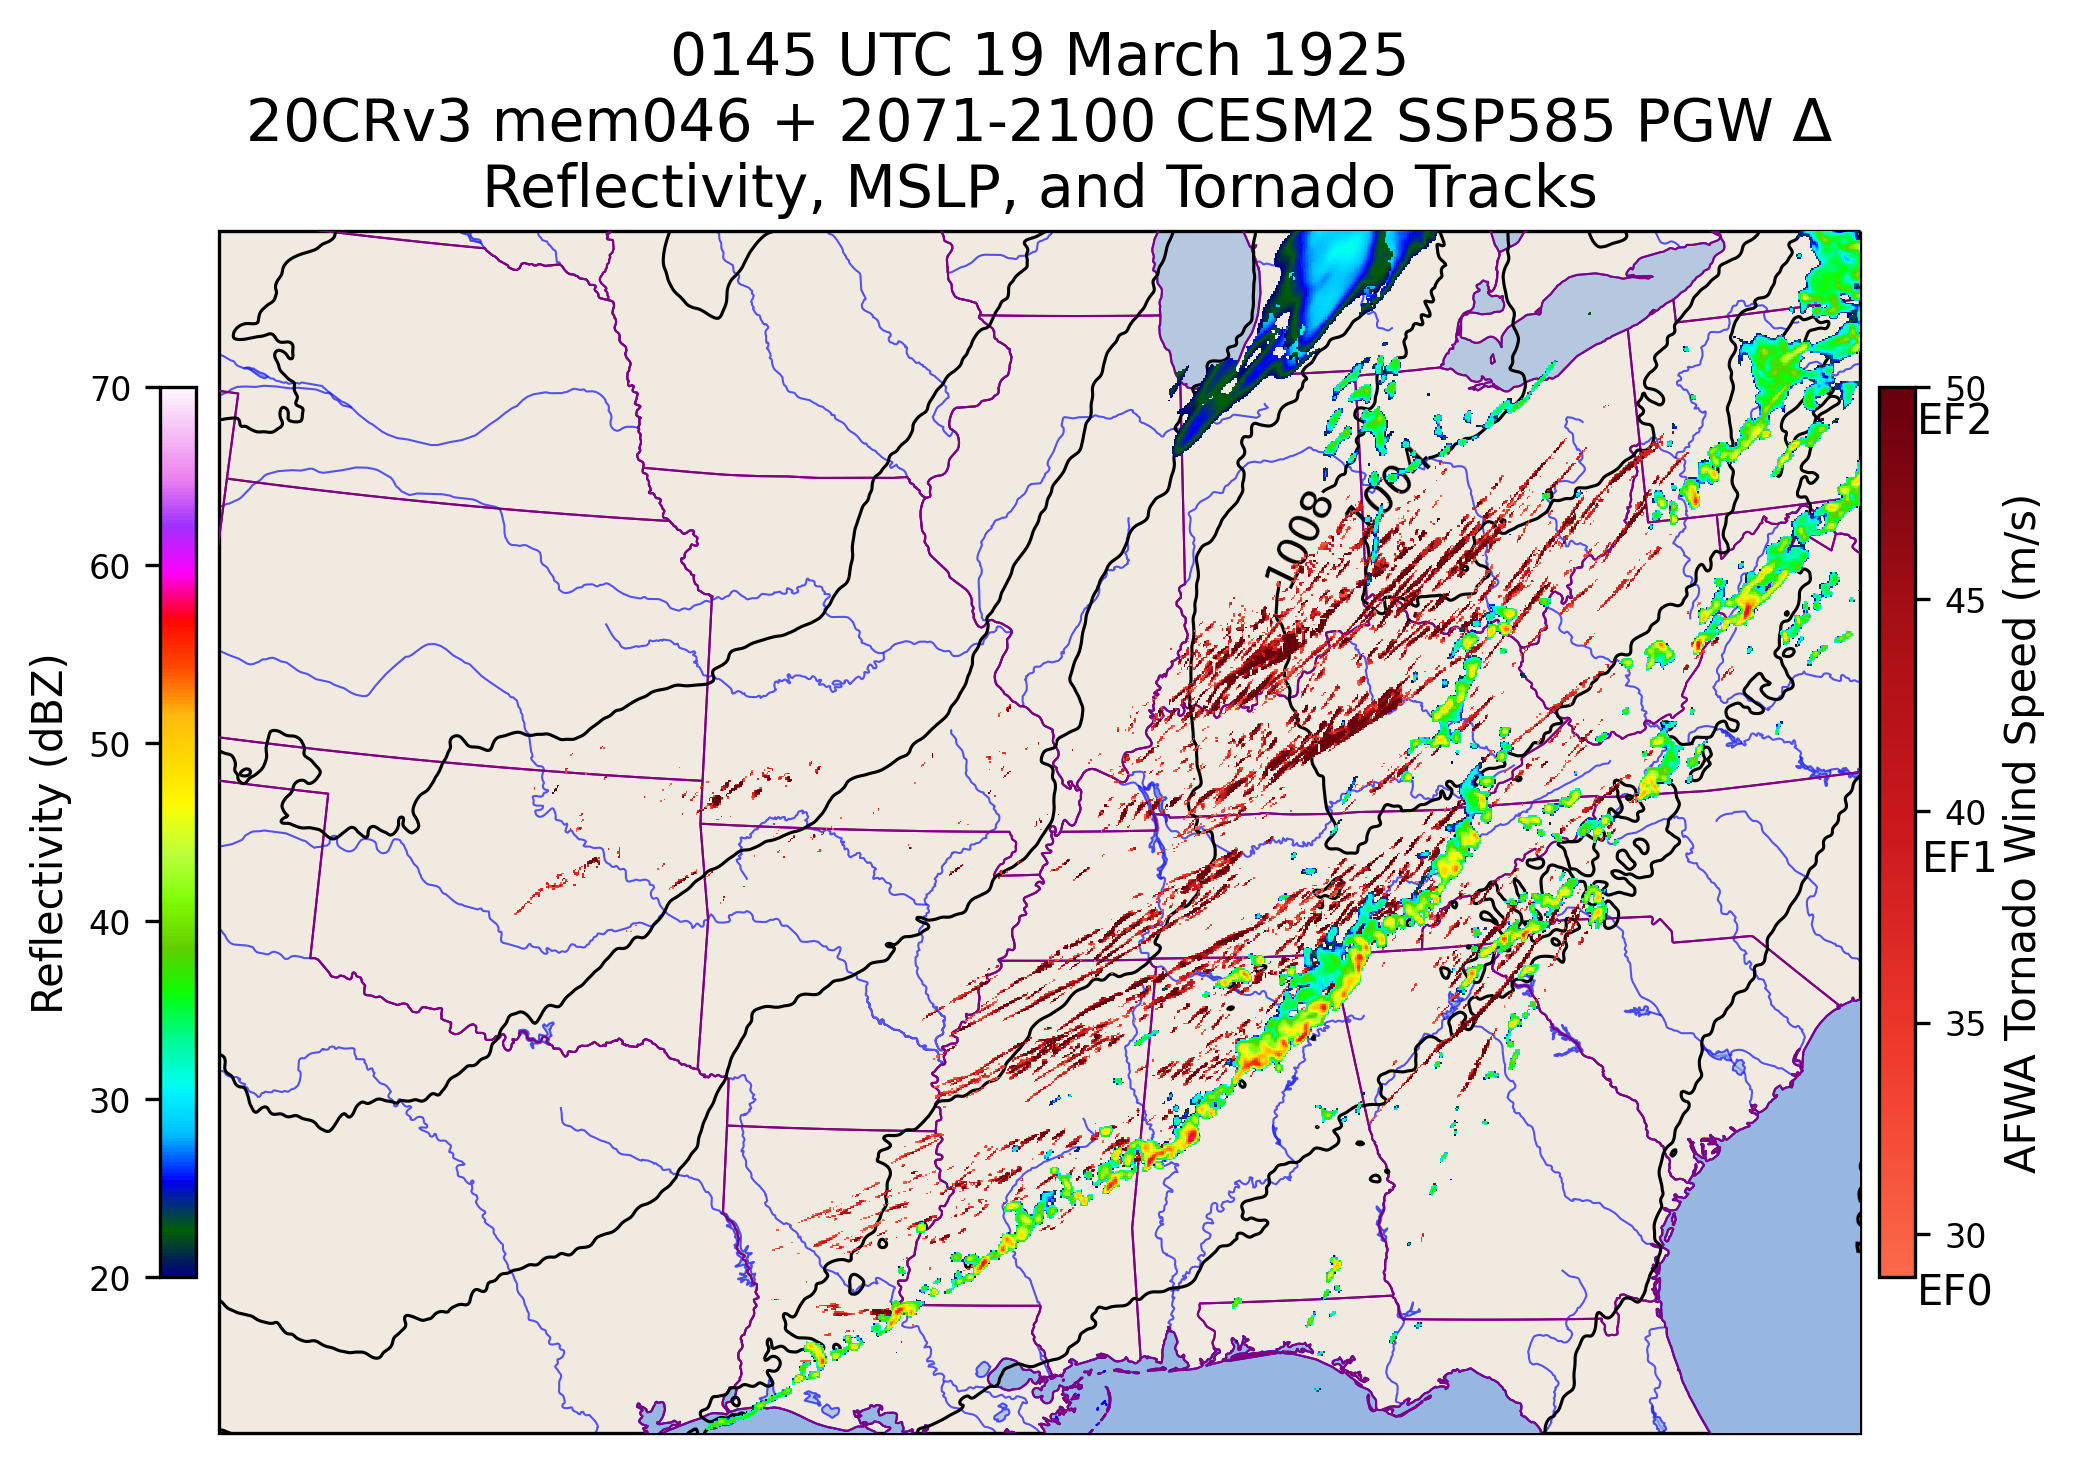 0145 UTC 19 March 1925
20CRv3 mem046 + 2071-2100 CESM2 SSP585 PGW Δ
Reflectivity, MSLP, and Tornado Tracks
Reflectivity (dBZ)
70
60
50
40
30
20
1008
1004
50
EF2
45
40
EF1
35
30
EF0
AFWA Tornado Wind Speed (m/s)